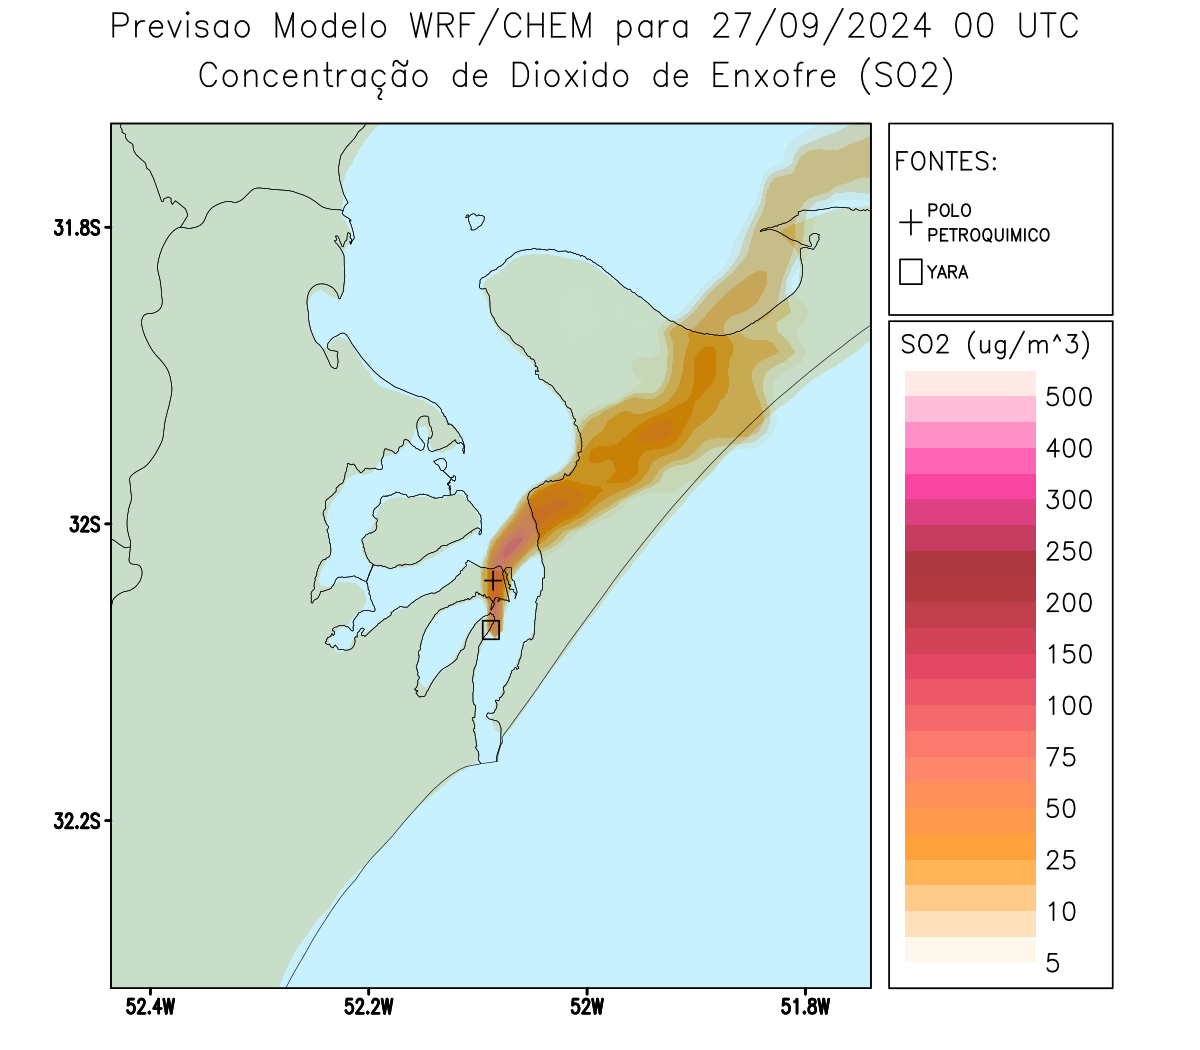 Previsao Modelo WRF/CHEM para 27/09/2024 00 UTC
Concentração de Dioxido de Enxofre (SO2)
FONTES:
POLO
PETROQUIMICO
YARA
31.8S
32S
32.2S
52.4W
52.2W
52W
51.8W
SO2 (ug/m^3)
500
400
300
250
200
150
100
75
50
25
10
5